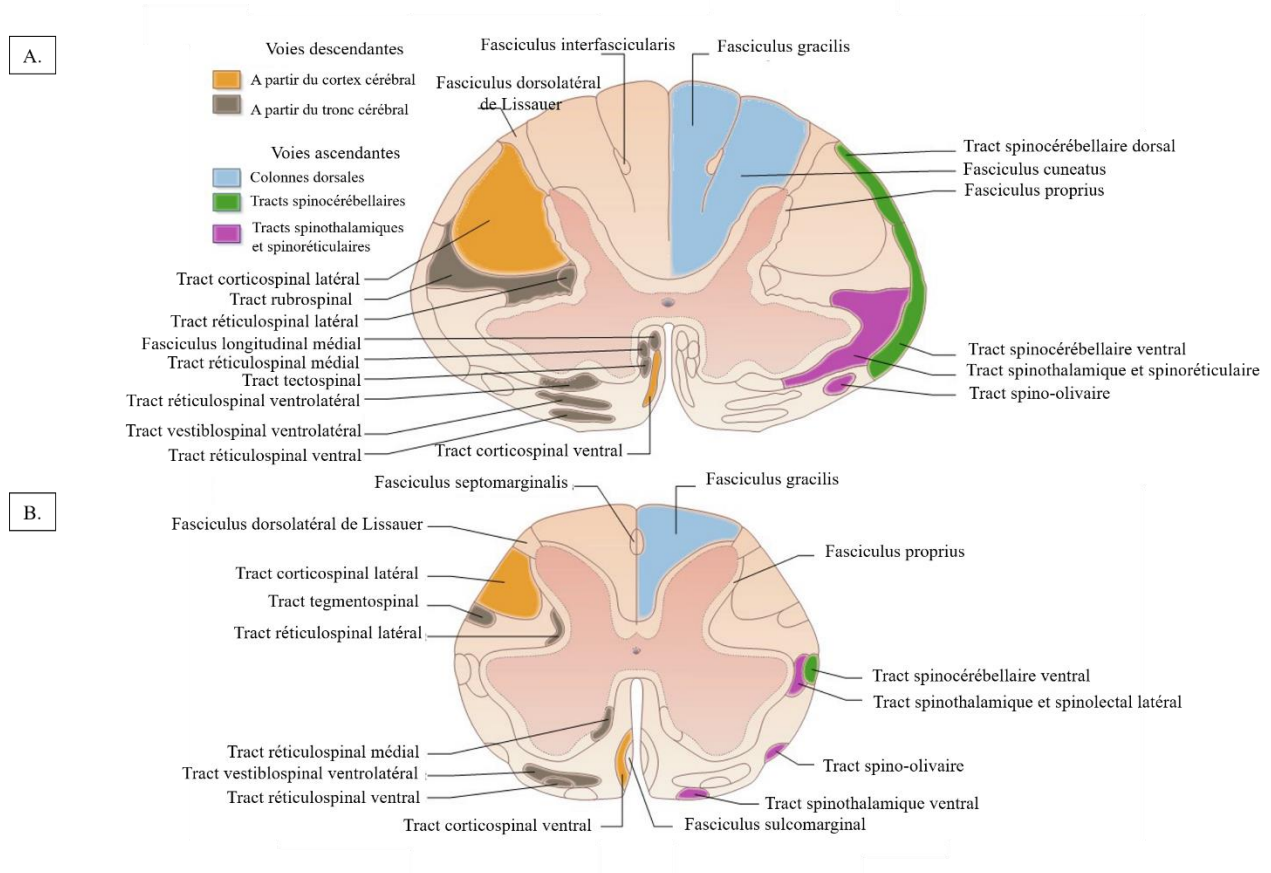 A.
Voies descendantes
A partir du cortex cérébral
A partir du tronc cérébral
Voies ascendantes
Colonnes dorsales
Tracts spinocérébellaires
Tracts spinothalamiques
et spinoréticulaires
Fasciculus interfascicularis
Fasciculus gracilis
Fasciculus dorsolatéral
de Lissauer
Tract spinocérébellaire dorsal
Fasciculus cuneatus
Fasciculus proprius
Tract corticospinal latéral
Tract rubrospinal
Tract réticulospinal latéral
Fasciculus longitudinal médial
Tract réticulospinal médial
Tract tectospinal
Tract réticulospinal ventrolatéral
Tract vestiblospinal ventrolatéral
Tract réticulospinal ventral
Tract corticospinal ventral
Tract spinocérébellaire ventral
Tract spinothalamique et spinoréticulaire
Tract spino-olivaire
B.
Fasciculus septomarginalis
Fasciculus gracilis
Fasciculus dorsolatéral de Lissauer
Fasciculus proprius
Tract corticospinal latéral
Tract tegmentospinal
Tract réticulospinal latéral
Tract spinocérébellaire ventral
Tract spinothalamique et spinolectal latéral
Tract réticulospinal médial
Tract vestiblospinal ventrolatéral
Tract réticulospinal ventral
Tract spino-olivaire
Tract spinothalamique ventral
Tract corticospinal ventral
Fasciculus sulcomarginal